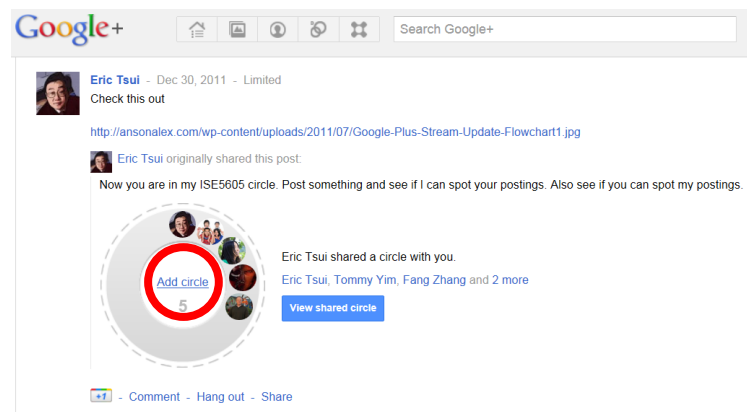 Google+
Search Google+
Eric Tsui - Dec 30, 2011 - Limited
Check this out
http://ansonalex.com/wp-content/uploads/2011/07/Google-Plus-Stream-Update-Flowchart1.jpg
Eric Tsui originally shared this post:
Now you are in my ISE5605 circle. Post something and see if I can spot your postings. Also see if you can spot my postings.
Add circle
5
Eric Tsui shared a circle with you.
Eric Tsui, Tommy Yim, Fang Zhang and 2 more
View shared circle
+1 - Comment - Hang out - Share